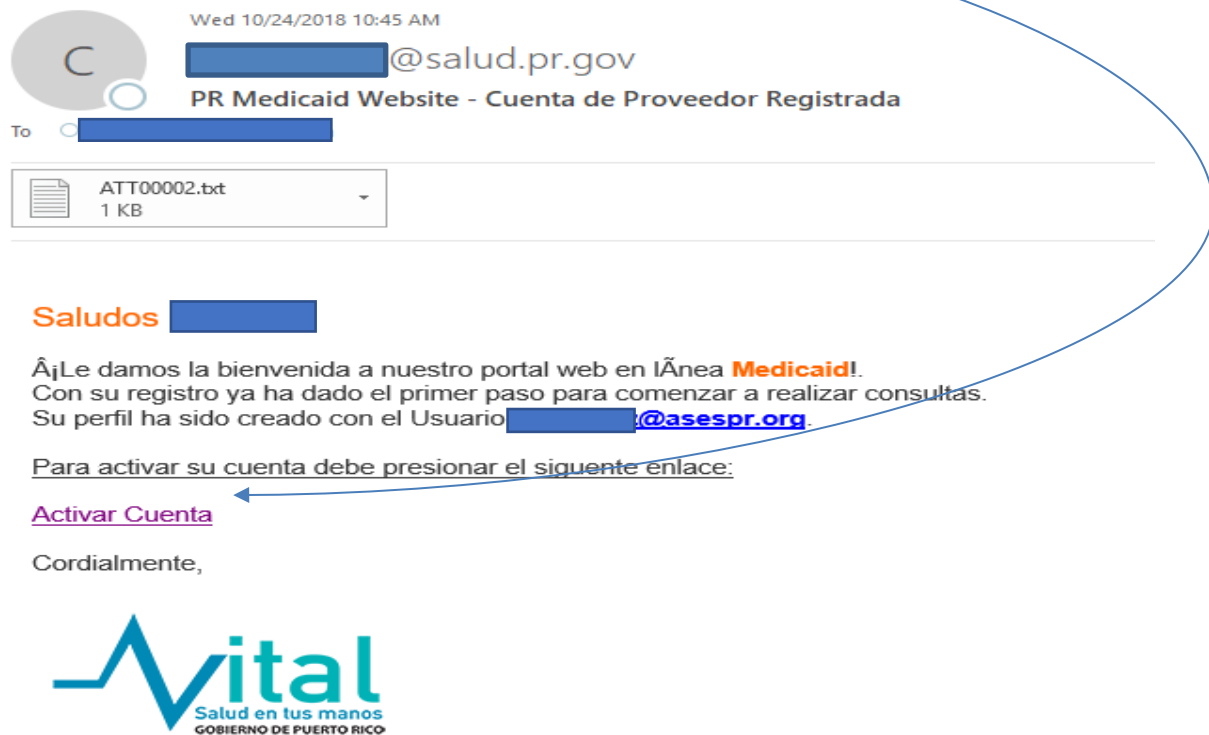 Wed 10/24/2018 10:45 AM
C
@salud.pr.gov
PR Medicaid Website - Cuenta de Proveedor Registrada
To
ATT00002.txt
1 KB
Saludos
Â¡Le damos la bienvenida a nuestro portal web en lÃnea Medicaid!.
Con su registro ya ha dado el primer paso para comenzar a realizar consultas.
Su perfil ha sido creado con el Usuario @asespr.org.
Para activar su cuenta debe presionar el siguente enlace:
Activar Cuenta
Cordialmente,
Vital
Salud en tus manos
GOBIERNO DE PUERTO RICO